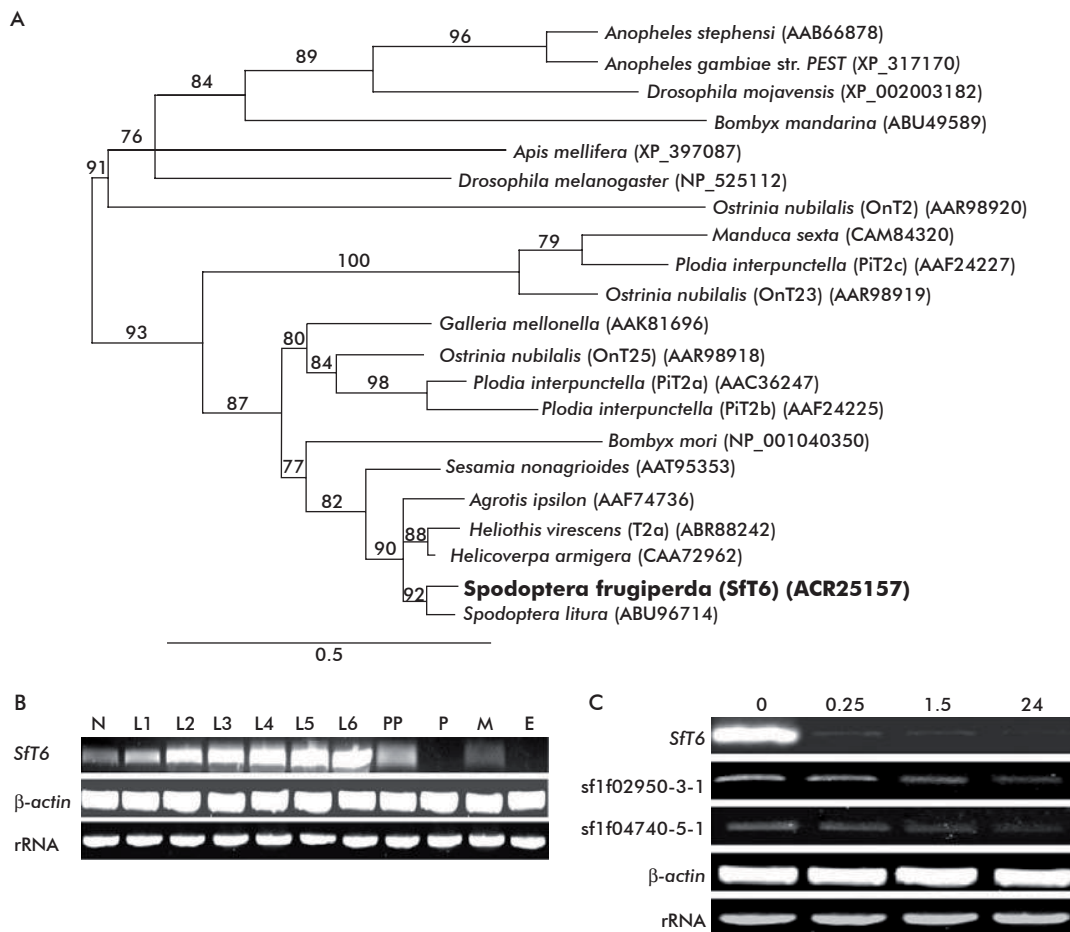 A
Anopheles stephensi (AAB66878)
96
Anopheles gambiae str. PEST (XP_317170)
89
Drosophila mojavensis (XP_002003182)
84
Bombyx mandarina (ABU49589)
76
Apis mellifera (XP_397087)
91
Drosophila melanogaster (NP_525112)
Ostrinia nubilalis (OnT2) (AAR98920)
Manduca sexta (CAM84320)
79
Plodia interpunctella (PiT2c) (AAF24227)
100
Ostrinia nubilalis (OnT23) (AAR98919)
93
Galleria mellonella (AAK81696)
80
Ostrinia nubilalis (OnT25) (AAR98918)
84
Plodia interpunctella (PiT2a) (AAC36247)
98
Plodia interpunctella (PiT2b) (AAF24225)
87
Bombyx mori (NP_001040350)
77
Sesamia nonagrioides (AAT95353)
82
Agrotis ipsilon (AAF74736)
Heliothis virescens (T2a) (ABR88242)
88
90
Helicoverpa armigera (CAA72962)
Spodoptera frugiperda (SfT6) (ACR25157)
92
Spodoptera litura (ABU96714)
0.5
B
N L1 L2 L3 L4 L5 L6 PP P M E
SfT6
β-actin
rRNA
C
0 0.25 1.5 24
SfT6
sf1f02950-3-1
sf1f04740-5-1
β-actin
rRNA